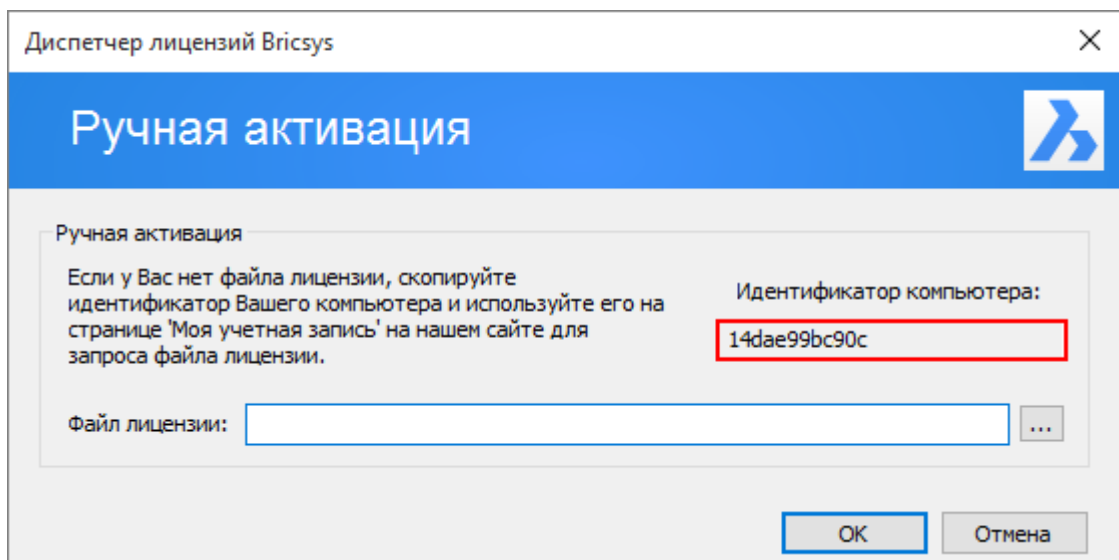 Диспетчер лицензий Bricsys
Ручная активация
Ручная активация
Если у Вас нет файла лицензии, скопируйте
идентификатор Вашего компьютера и используйте его на
странице 'Моя учетная запись' на нашем сайте для
запроса файла лицензии.
Идентификатор компьютера:
14dae99bc90c
Файл лицензии:
...
OK
Отмена